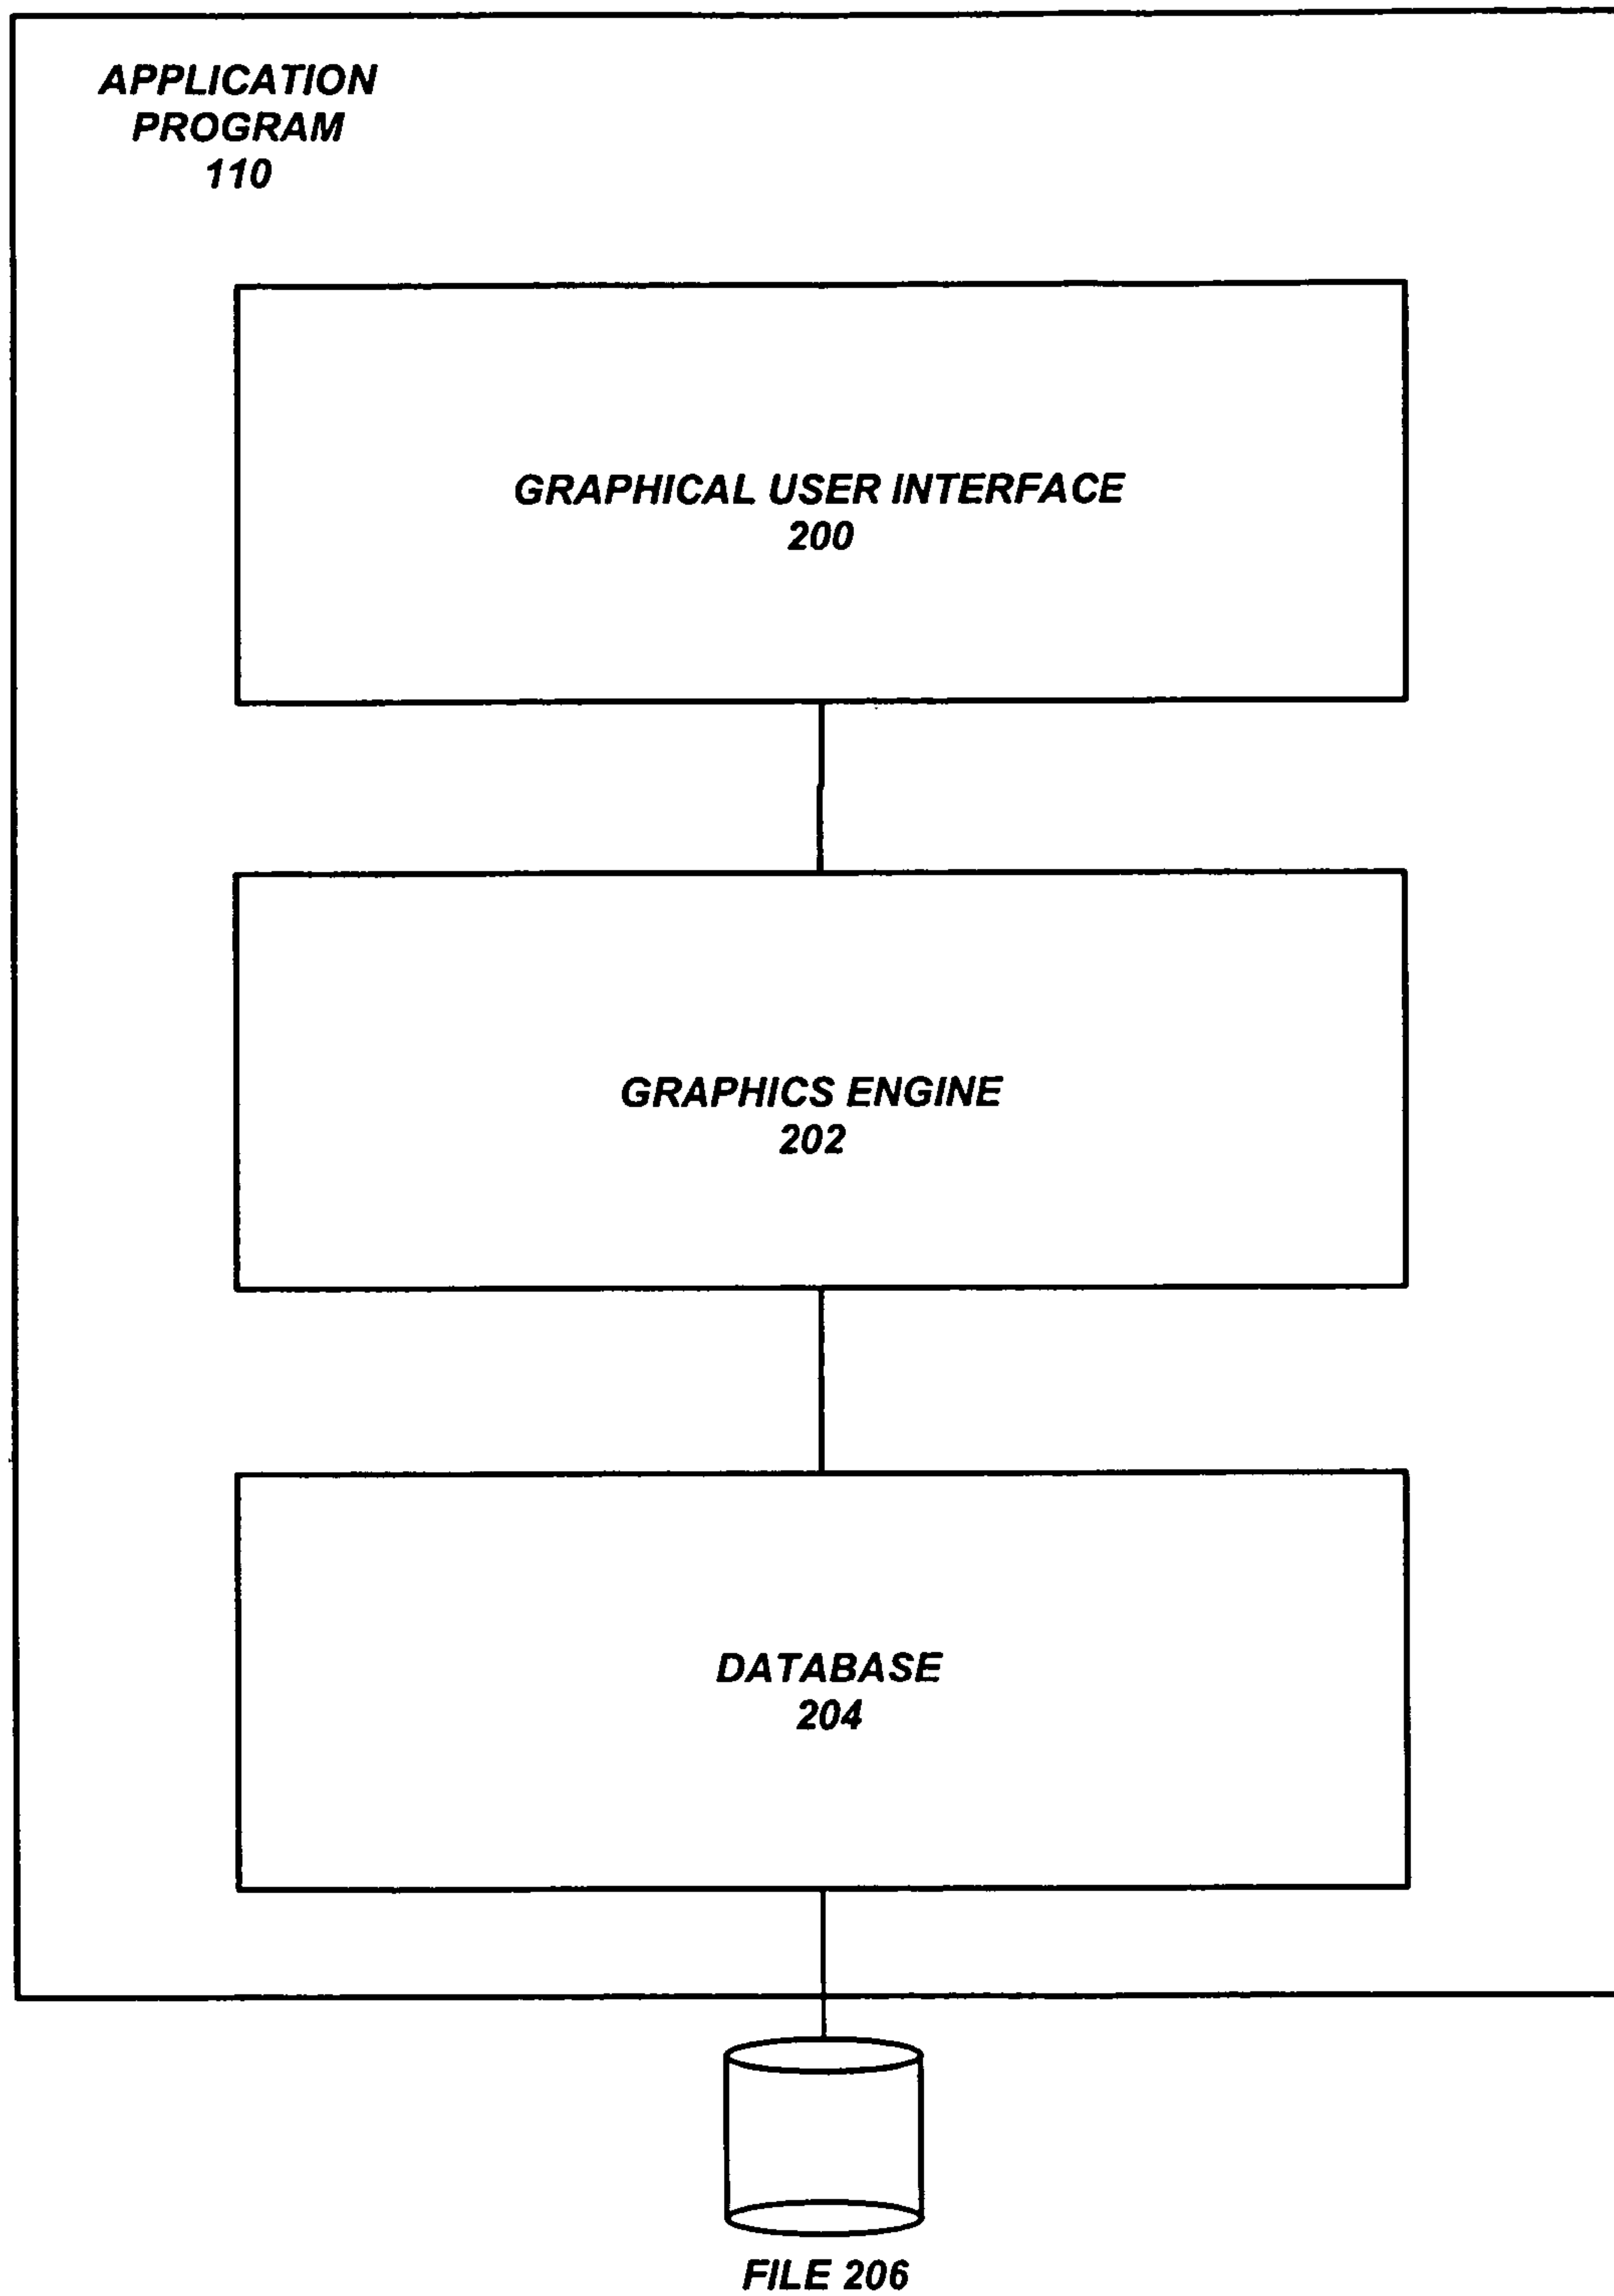 APPLICATION
PROGRAM
110
GRAPHICAL USER INTERFACE
200
GRAPHICS ENGINE
202
DATABASE
204
FILE 206